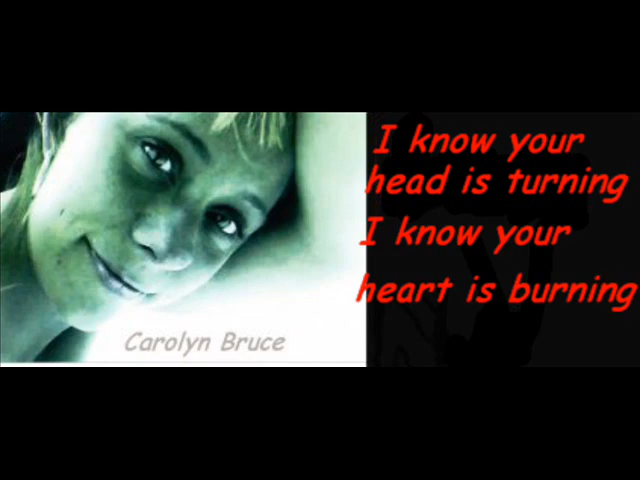 I know your
head is turning
I know your
heart is burning
Carolyn Bruce